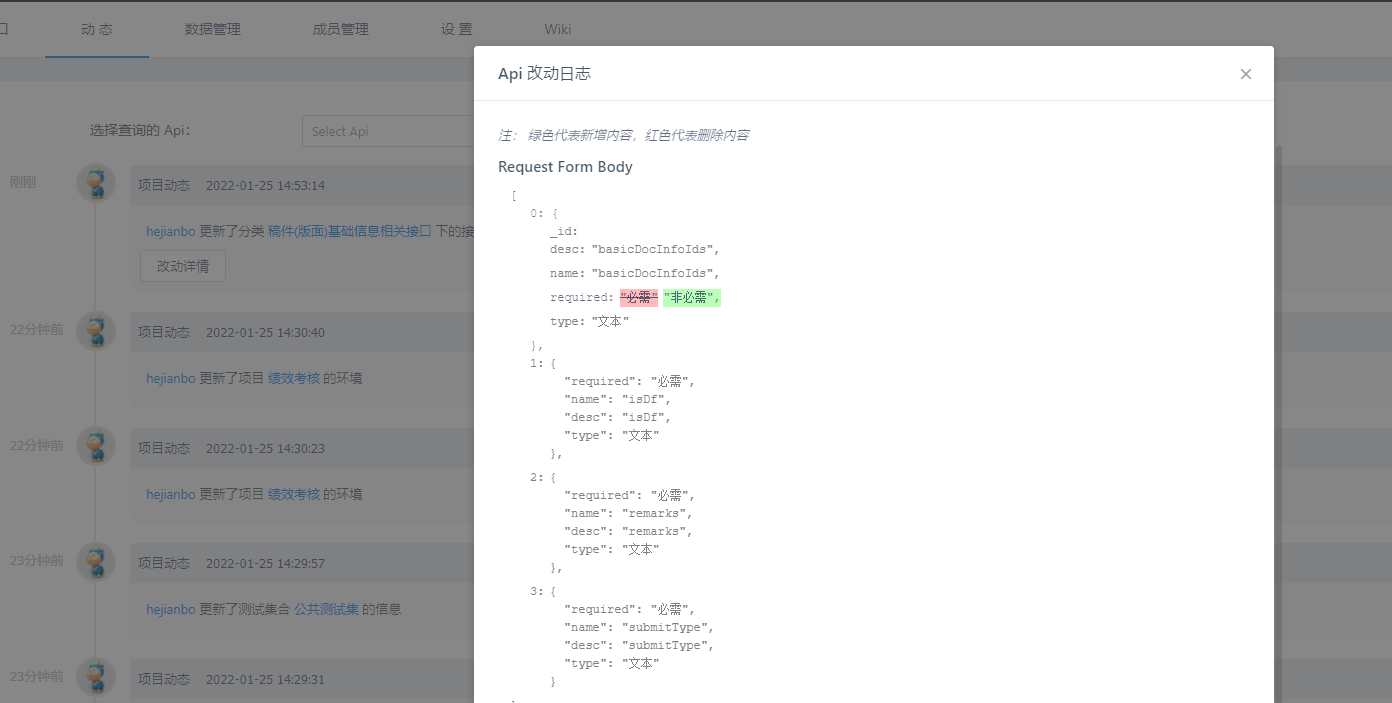 口
动 态
数据管理
成员管理
设 置
Wiki
选择查询的 Api：
Select Api
刚刚
项目动态 2022-01-25 14:53:14
hejianbo 更新了分类 稿件(版面)基础信息相关接口 下的接
改动详情
22分钟前
项目动态 2022-01-25 14:30:40
hejianbo 更新了项目 绩效考核 的环境
22分钟前
项目动态 2022-01-25 14:30:23
hejianbo 更新了项目 绩效考核 的环境
23分钟前
项目动态 2022-01-25 14:29:57
hejianbo 更新了测试集合 公共测试集 的信息
23分钟前
项目动态 2022-01-25 14:29:31
Api 改动日志
×
注： 绿色代表新增内容，红色代表删除内容
Request Form Body
[
0: {
_id:
desc: "basicDocInfoIds",
name: "basicDocInfoIds",
required: "必需" "非必需",
type: "文本"
},
1: {
"required": "必需",
"name": "isDf",
"desc": "isDf",
"type": "文本"
},
2: {
"required": "必需",
"name": "remarks",
"desc": "remarks",
"type": "文本"
},
3: {
"required": "必需",
"name": "submitType",
"desc": "submitType",
"type": "文本"
}